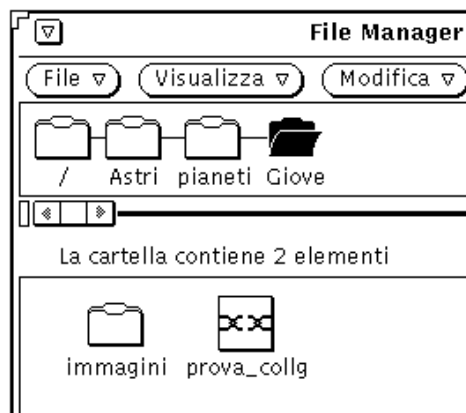 File Manager
File Visualizza Modifica
/ Astri pianeti Giove
La cartella contiene 2 elementi
immagini prova_collg